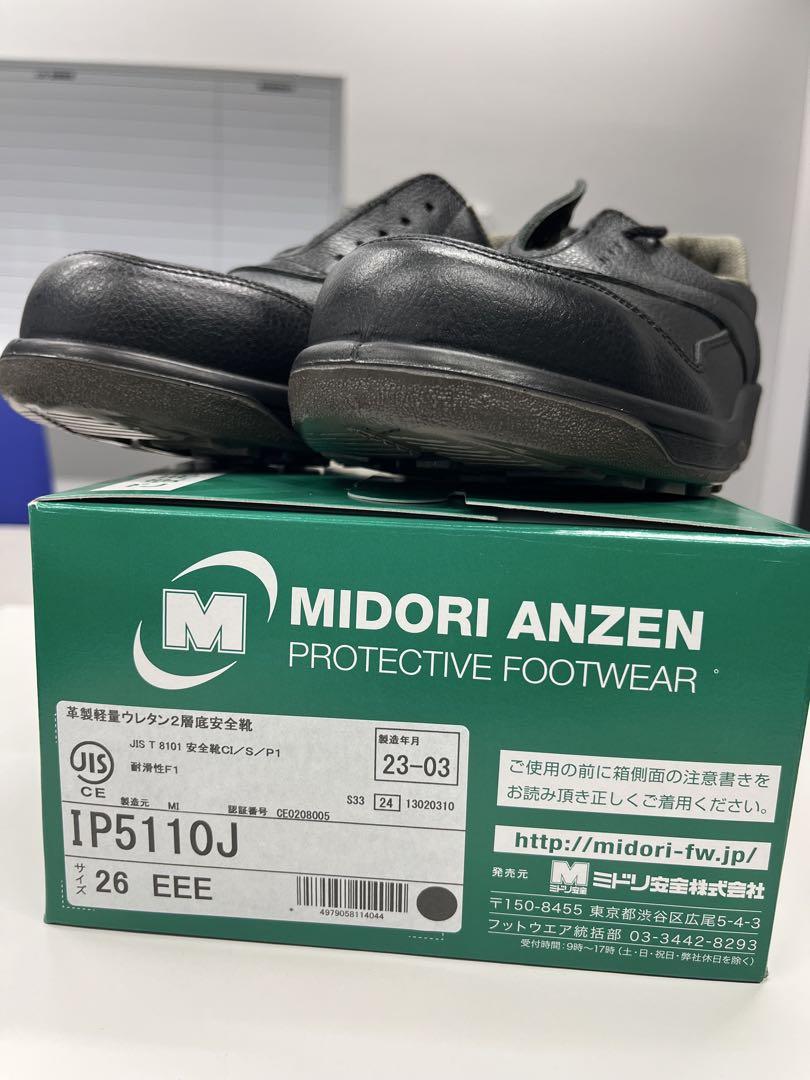 M
MIDORI ANZEN
PROTECTIVE FOOTWEAR
革製軽量ウレタン2層底安全靴
JIS
CE
JIS T 8101 安全靴CI/S/P1
耐滑性F1
製造年月
23-03
S33 24 13020310
製造元 MI 認証番号 CE0208005
IP5110J
サイズ 26 EEE
4979058114044
ご使用の前に箱側面の注意書きを
お読み頂き正しくご着用ください。
http://midori-fw.jp/
発売元 M ミドリ安全 ミドリ安全株式会社
〒150-8455 東京都渋谷区広尾5-4-3
フットウエア統括部 03-3442-8293
受付時間:9時〜17時(土・日・祝日・弊社休日を除く)